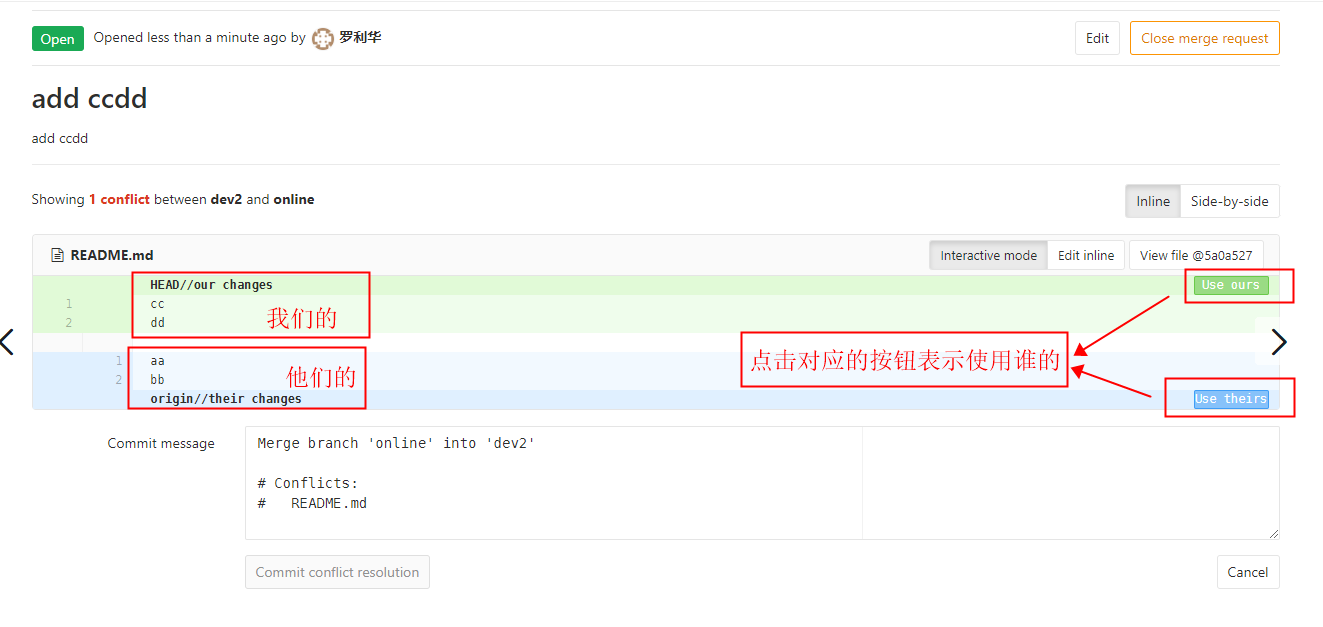 Open Opened less than a minute ago by 罗利华 Edit Close merge request
add ccdd
add ccdd
Showing 1 conflict between dev2 and online Inline Side-by-side
README.md Interactive mode Edit inline View file @5a0a527
HEAD//our changes Use ours
1 cc
2 dd 我们的
点击对应的按钮表示使用谁的
1 aa
2 bb 他们的
origin//their changes Use theirs
Commit message Merge branch 'online' into 'dev2'
# Conflicts:
# README.md
Commit conflict resolution Cancel